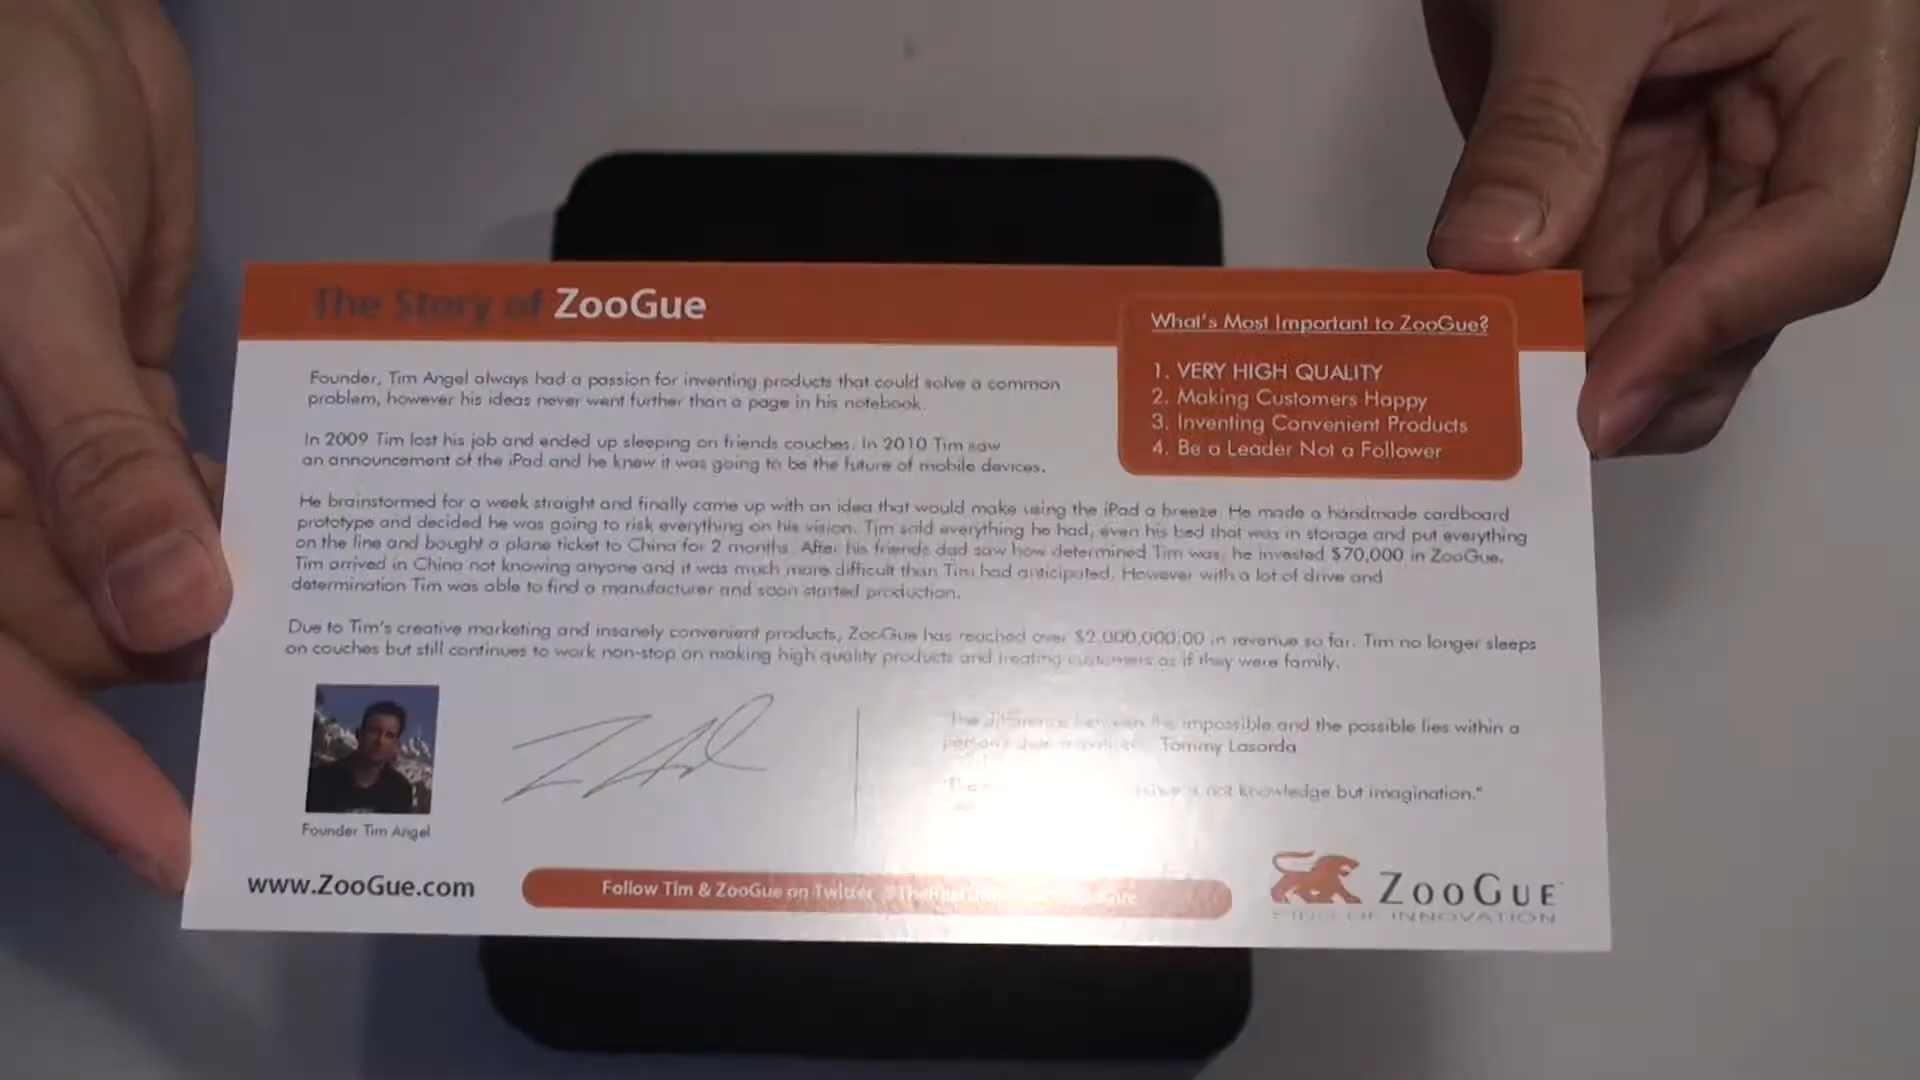 The Story of ZooGue
What's Most Important to ZooGue?
1. VERY HIGH QUALITY
2. Making Customers Happy
3. Inventing Convenient Products
4. Be a Leader Not a Follower
Founder, Tim Angel always had a passion for inventing products that could solve a common
problem, however his ideas never went further than a page in his notebook.
In 2009 Tim lost his job and ended up sleeping on friends couches. In 2010 Tim saw
an announcement of the iPad and he knew it was going to be the future of mobile devices.
He brainstormed for a week straight and finally came up with an idea that would make using the iPad a breeze. He made a handmade cardboard
prototype and decided he was going to risk everything on his vision. Tim sold everything he had, even his bed that was in storage and put everything
on the line and bought a plane ticket to China for 2 months. After his friends dad saw how determined Tim was, he invested $70,000 in ZooGue.
Tim arrived in China not knowing anyone and it was much more difficult than Tim had anticipated. However with a lot of drive and
determination Tim was able to find a manufacturer and soon started production.
Due to Tim's creative marketing and insanely convenient products, ZooGue has reached over $2,000,000.00 in revenue so far. Tim no longer sleeps
on couches but still continues to work non-stop on making high quality products and treating customers as if they were family.
The difference between the impossible and the possible lies within a
person's Tommy Lasorda
is not knowledge but imagination."
Founder Tim Angel
www.ZooGue.com
Follow Tim & ZooGue on Twitter
ZOOGUE
KING OF INNOVATION